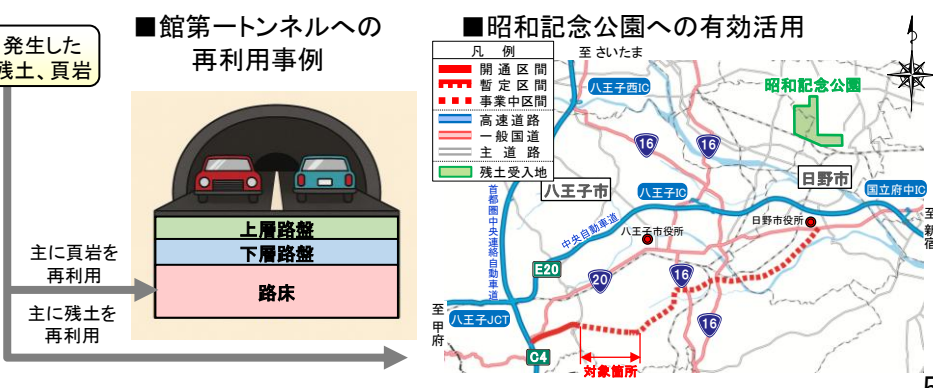 発生した
残土、頁岩
■館第一トンネルへの
再利用事例
上層路盤
下層路盤
路床
主に頁岩を
再利用
主に残土を
再利用
■昭和記念公園への有効活用
凡 例
開通区間
暫定区間
事業中区間
高速道路
一般国道
主 道 路
残土受入地
至 さいたま
八王子西IC
昭和記念公園
16
16
日野市
八王子市
八王子IC
国立府中IC
首都圏中央連絡自動車道
中央自動車道
八王子市役所
日野市役所
至 新宿
E20
20
16
至 甲府
八王子JCT
16
C4
対象箇所